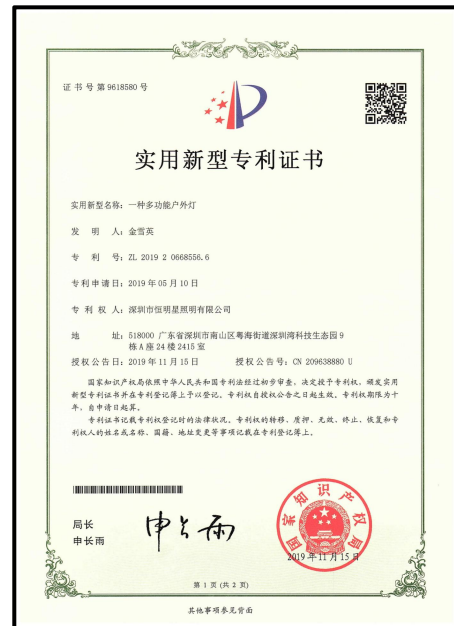 证书号第9618580号
实用新型专利证书
实用新型名称：一种多功能户外灯
发 明 人：金雪英
专 利 号：ZL 2019 2 0668556.6
专利申请日：2019年05月10日
专 利 权 人：深圳市恒明星照明有限公司
地 址：518000 广东省深圳市南山区粤海街道深圳湾科技生态园9
栋A座24楼2415室
授权公告日：2019年11月15日 授权公告号：CN 209638880 U
国家知识产权局依照中华人民共和国专利法经过初步审查，决定授予专利权，颁发实用
新型专利证书并在专利登记簿上予以登记。专利权自授权公告之日起生效。专利权期限为十
年，自申请日起算。
专利证书记载专利权登记时的法律状况。专利权的转移、质押、无效、终止、恢复和专
利权人的姓名或名称、国籍、地址变更等事项记载在专利登记簿上。
局长
申长雨
申长雨
国家知识产权局
2019年11月15日
第 1 页 (共 2 页)
其他事项参见背面